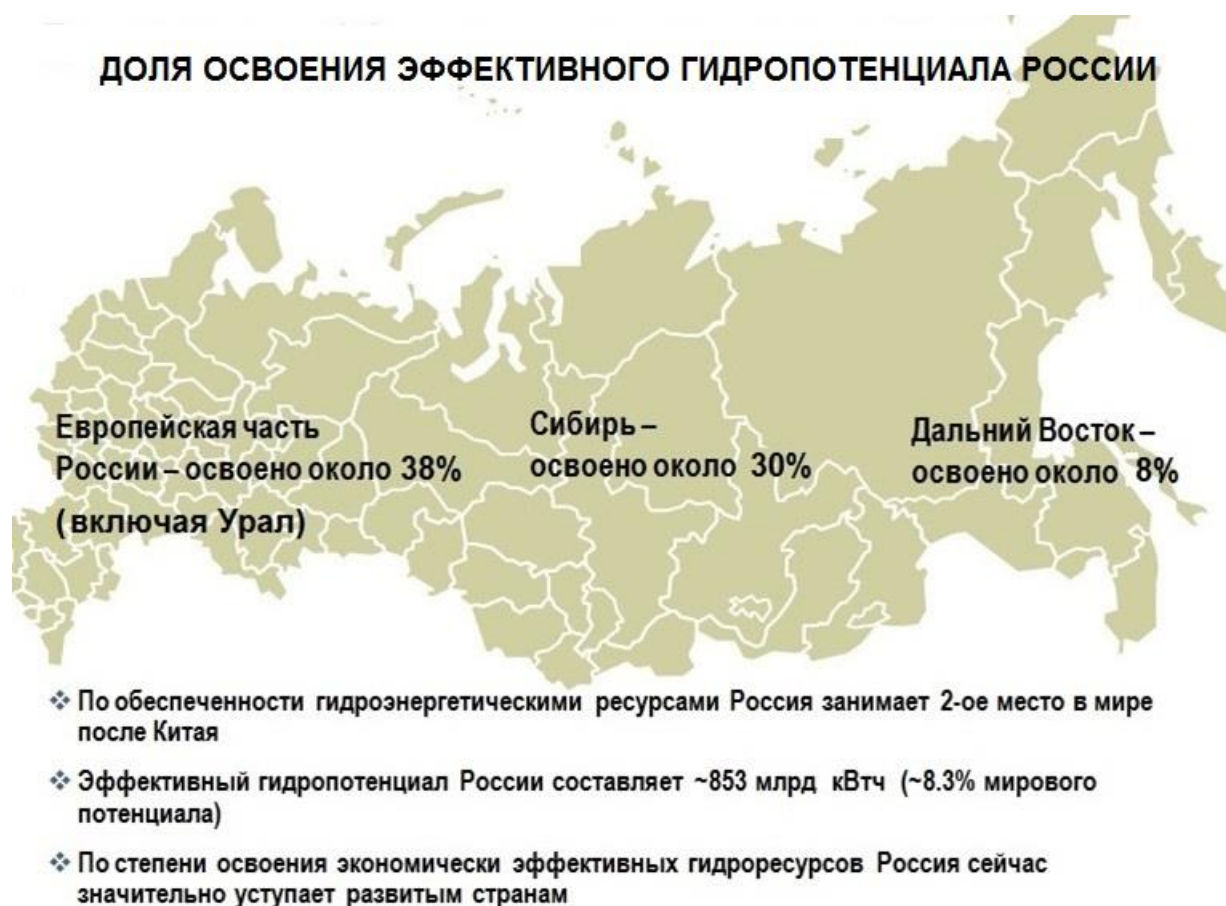 ДОЛЯ ОСВОЕНИЯ ЭФФЕКТИВНОГО ГИДРОПОТЕНЦИАЛА РОССИИ
Европейская часть
России – освоено около 38%
(включая Урал)
Сибирь –
освоено около 30%
Дальний Восток –
освоено около 8%
❖ По обеспеченности гидроэнергетическими ресурсами Россия занимает 2-ое место в мире
после Китая
❖ Эффективный гидропотенциал России составляет ~853 млрд кВтч (~8.3% мирового
потенциала)
❖ По степени освоения экономически эффективных гидроресурсов Россия сейчас
значительно уступает развитым странам